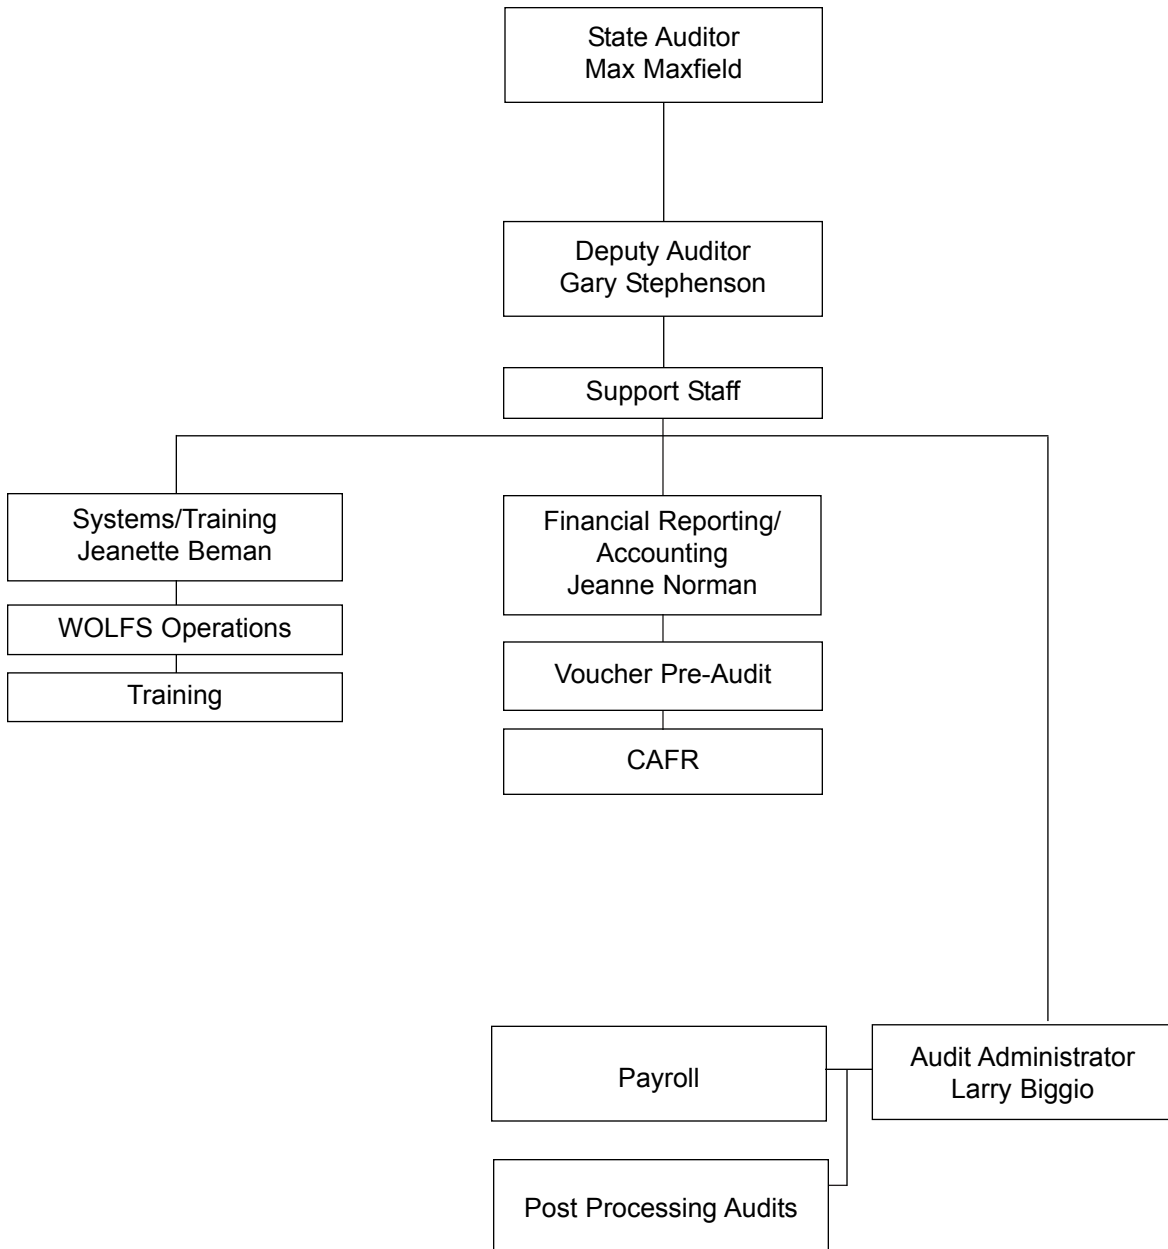 State Auditor
Max Maxfield
Deputy Auditor
Gary Stephenson
Support Staff
Systems/Training
Jeanette Beman
WOLFS Operations
Training
Financial Reporting/
Accounting
Jeanne Norman
Voucher Pre-Audit
CAFR
Audit Administrator
Larry Biggio
Payroll
Post Processing Audits